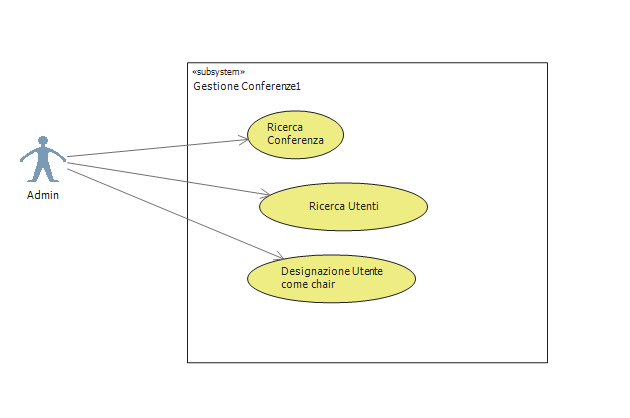 «subsystem»
Gestione Conferenze1
Ricerca
Conferenza
Admin
Ricerca Utenti
Designazione Utente
come chair